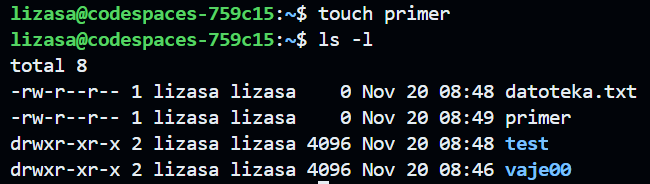 lizasa@codespaces-759c15:~$ touch primer
lizasa@codespaces-759c15:~$ ls -l
total 8
-rw-r--r-- 1 lizasa lizasa    0 Nov 20 08:48 datoteka.txt
-rw-r--r-- 1 lizasa lizasa    0 Nov 20 08:49 primer
drwxr-xr-x 2 lizasa lizasa 4096 Nov 20 08:48 test
drwxr-xr-x 2 lizasa lizasa 4096 Nov 20 08:46 vaje00